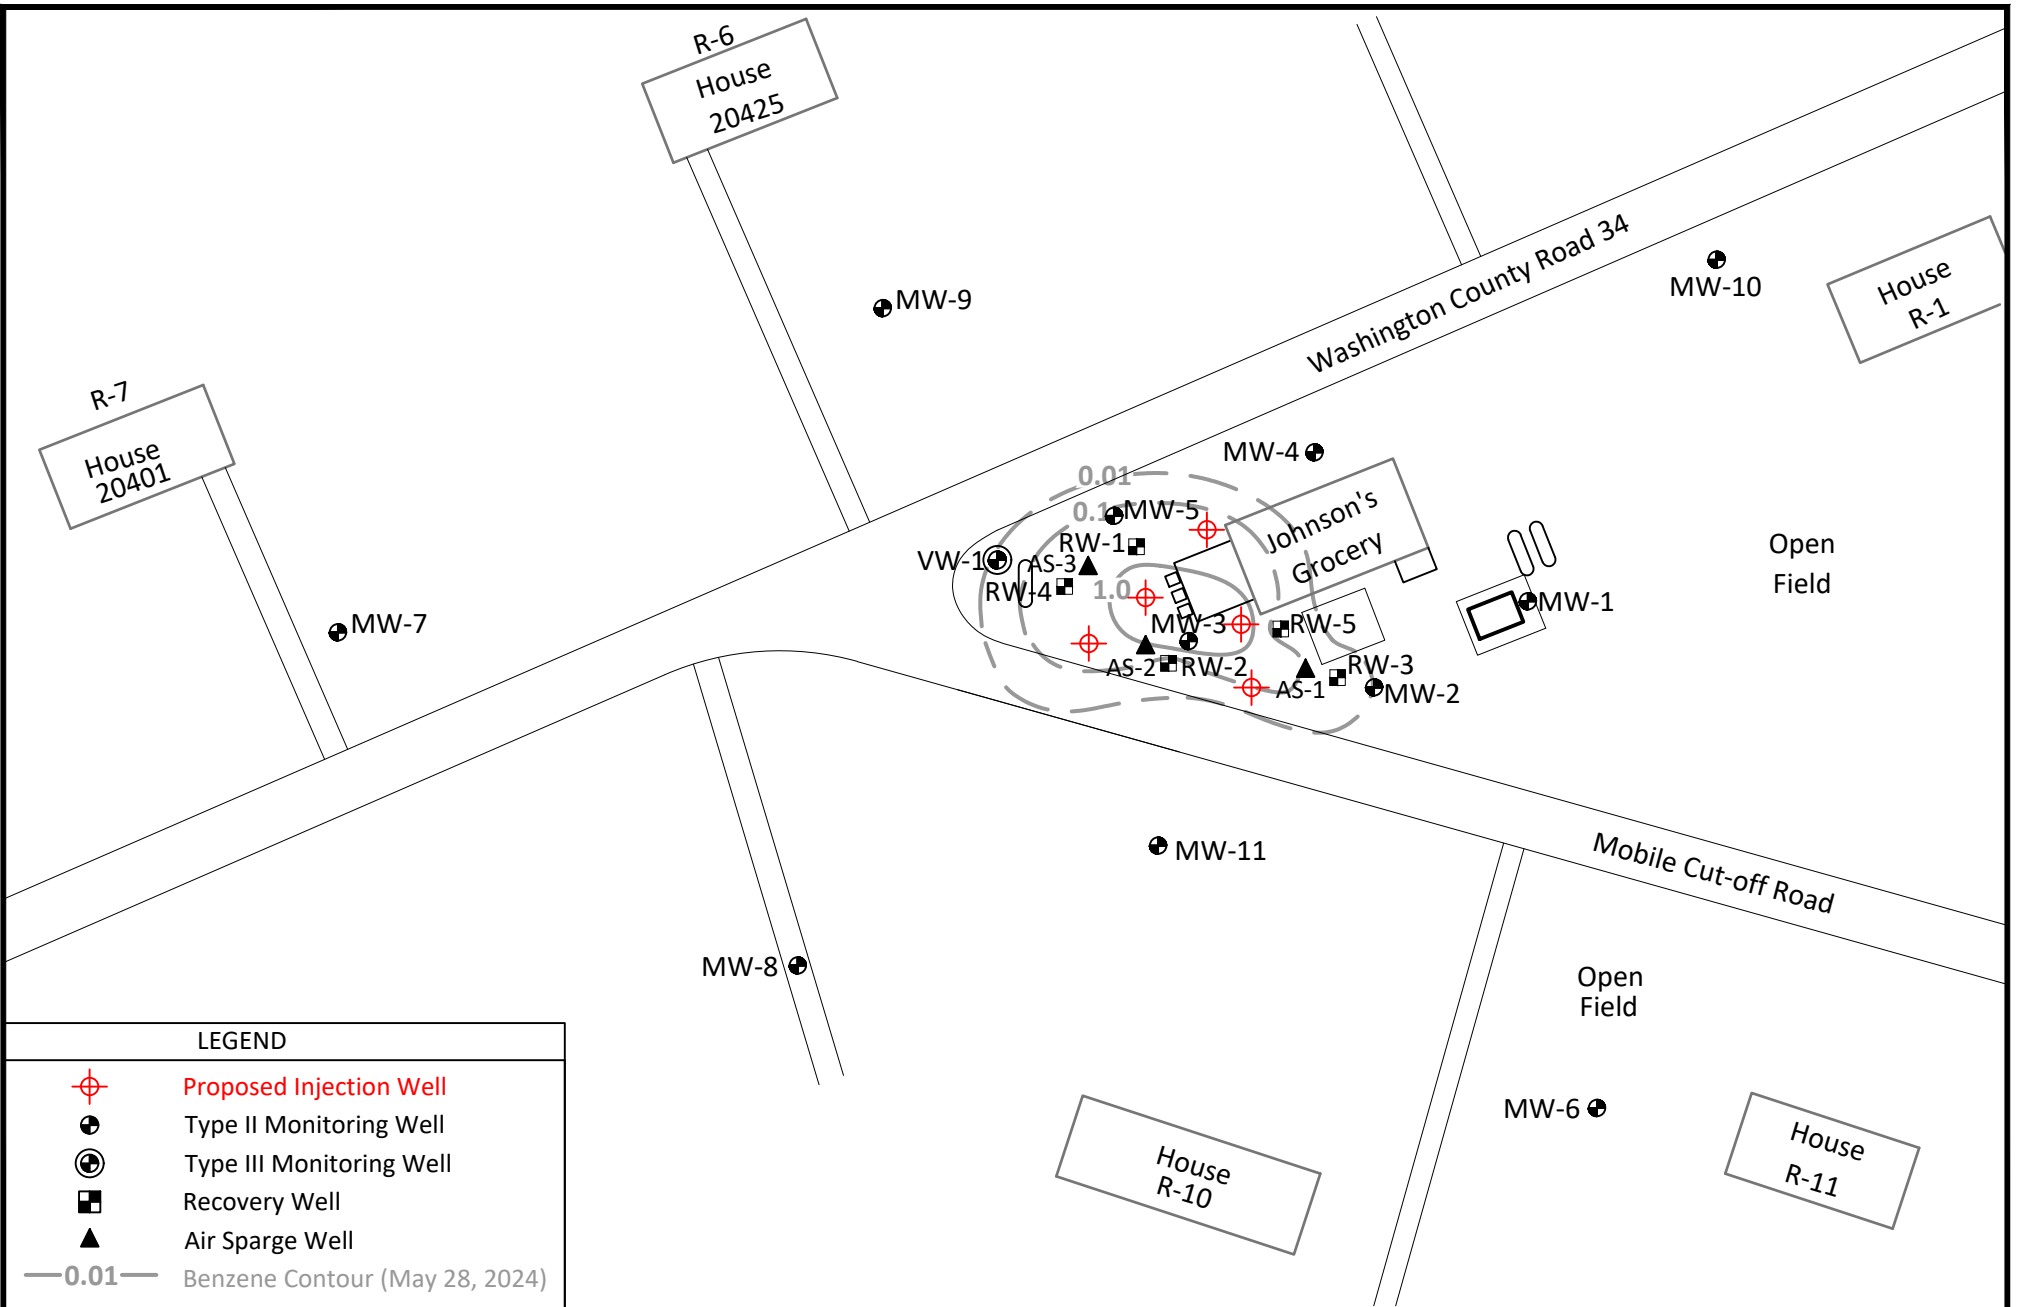 R-6
House
20425
Washington County Road 34
MW-10
House
R-1
MW-9
R-7
House
20401
MW-4
0.01
0.1
MW-5
Johnson's
Grocery
RW-1
VW-1
AS-3
RW-4
1.0
Open
Field
MW-1
MW-7
MW-3
RW-5
AS-2
RW-2
RW-3
AS-1
MW-2
MW-11
Mobile Cut-off Road
MW-8
Open
Field
MW-6
House
R-10
House
R-11
LEGEND
Proposed Injection Well
Type II Monitoring Well
Type III Monitoring Well
Recovery Well
Air Sparge Well
0.01 Benzene Contour (May 28, 2024)